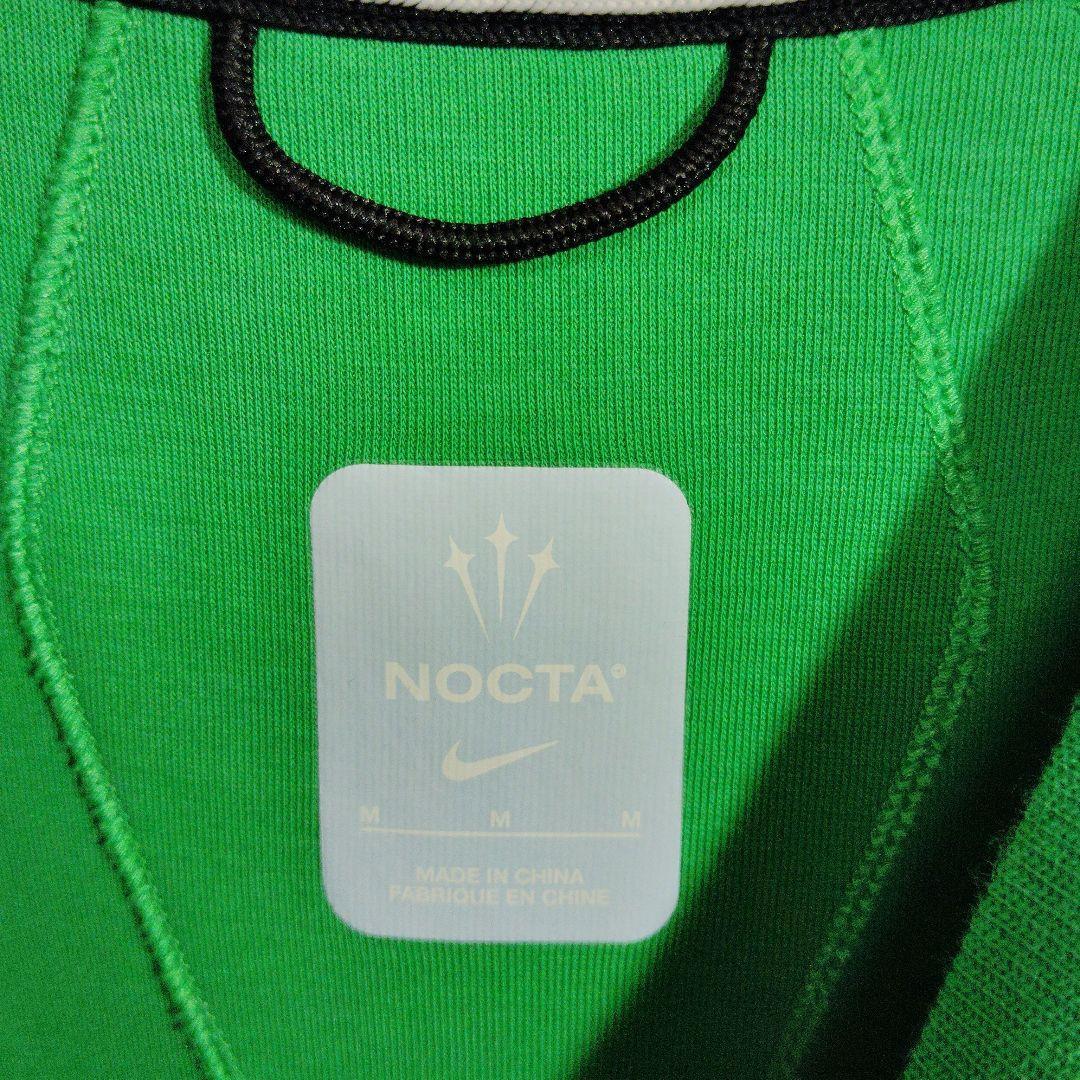 NOCTA®
M M M
MADE IN CHINA
FABRIQUE EN CHINE